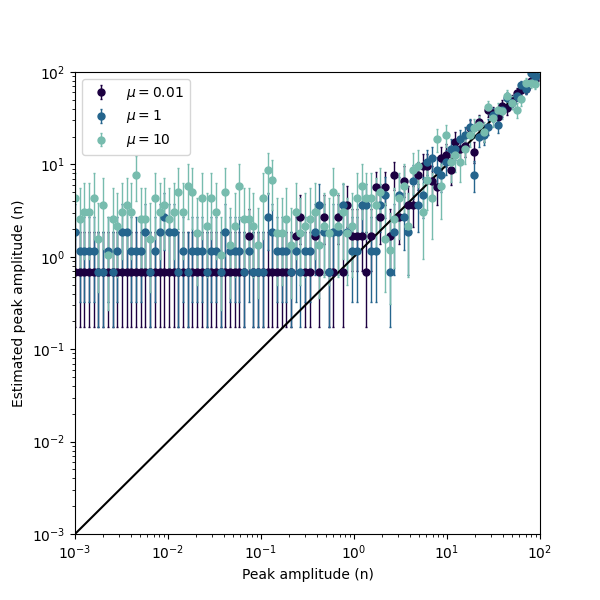 μ = 0.01
μ = 1
μ = 10
10²
10¹
10⁰
10⁻¹
10⁻²
10⁻³
Estimated peak amplitude (n)
10⁻³ 10⁻² 10⁻¹ 10⁰ 10¹ 10²
Peak amplitude (n)